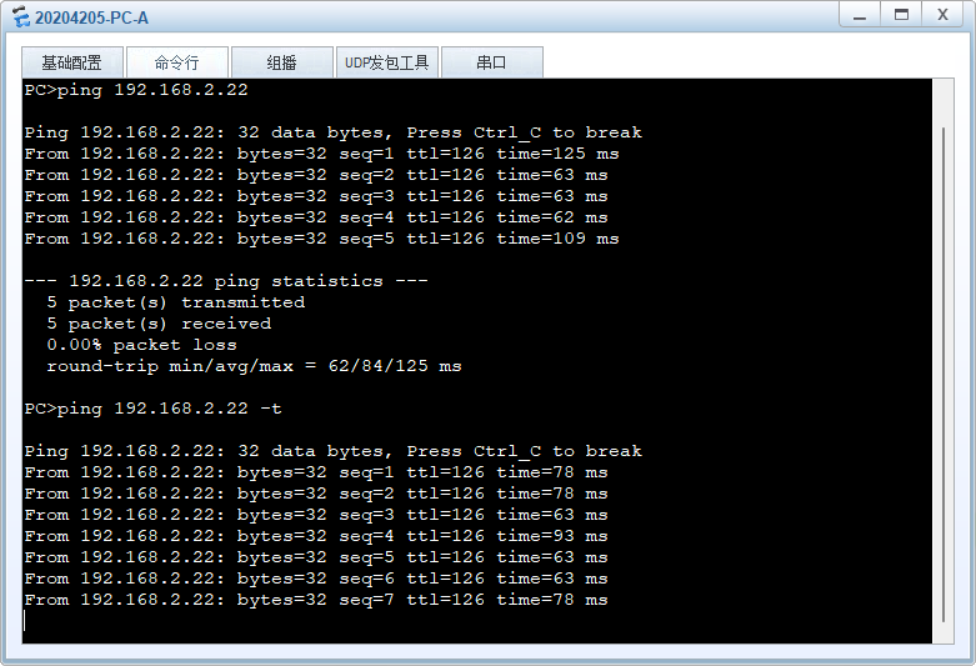 20204205-PC-A
基础配置 命令行 组播 UDP发包工具 串口
PC>ping 192.168.2.22
Ping 192.168.2.22: 32 data bytes, Press Ctrl_C to break
From 192.168.2.22: bytes=32 seq=1 ttl=126 time=125 ms
From 192.168.2.22: bytes=32 seq=2 ttl=126 time=63 ms
From 192.168.2.22: bytes=32 seq=3 ttl=126 time=63 ms
From 192.168.2.22: bytes=32 seq=4 ttl=126 time=62 ms
From 192.168.2.22: bytes=32 seq=5 ttl=126 time=109 ms
--- 192.168.2.22 ping statistics ---
5 packet(s) transmitted
5 packet(s) received
0.00% packet loss
round-trip min/avg/max = 62/84/125 ms
PC>ping 192.168.2.22 -t
Ping 192.168.2.22: 32 data bytes, Press Ctrl_C to break
From 192.168.2.22: bytes=32 seq=1 ttl=126 time=78 ms
From 192.168.2.22: bytes=32 seq=2 ttl=126 time=78 ms
From 192.168.2.22: bytes=32 seq=3 ttl=126 time=63 ms
From 192.168.2.22: bytes=32 seq=4 ttl=126 time=93 ms
From 192.168.2.22: bytes=32 seq=5 ttl=126 time=63 ms
From 192.168.2.22: bytes=32 seq=6 ttl=126 time=63 ms
From 192.168.2.22: bytes=32 seq=7 ttl=126 time=78 ms